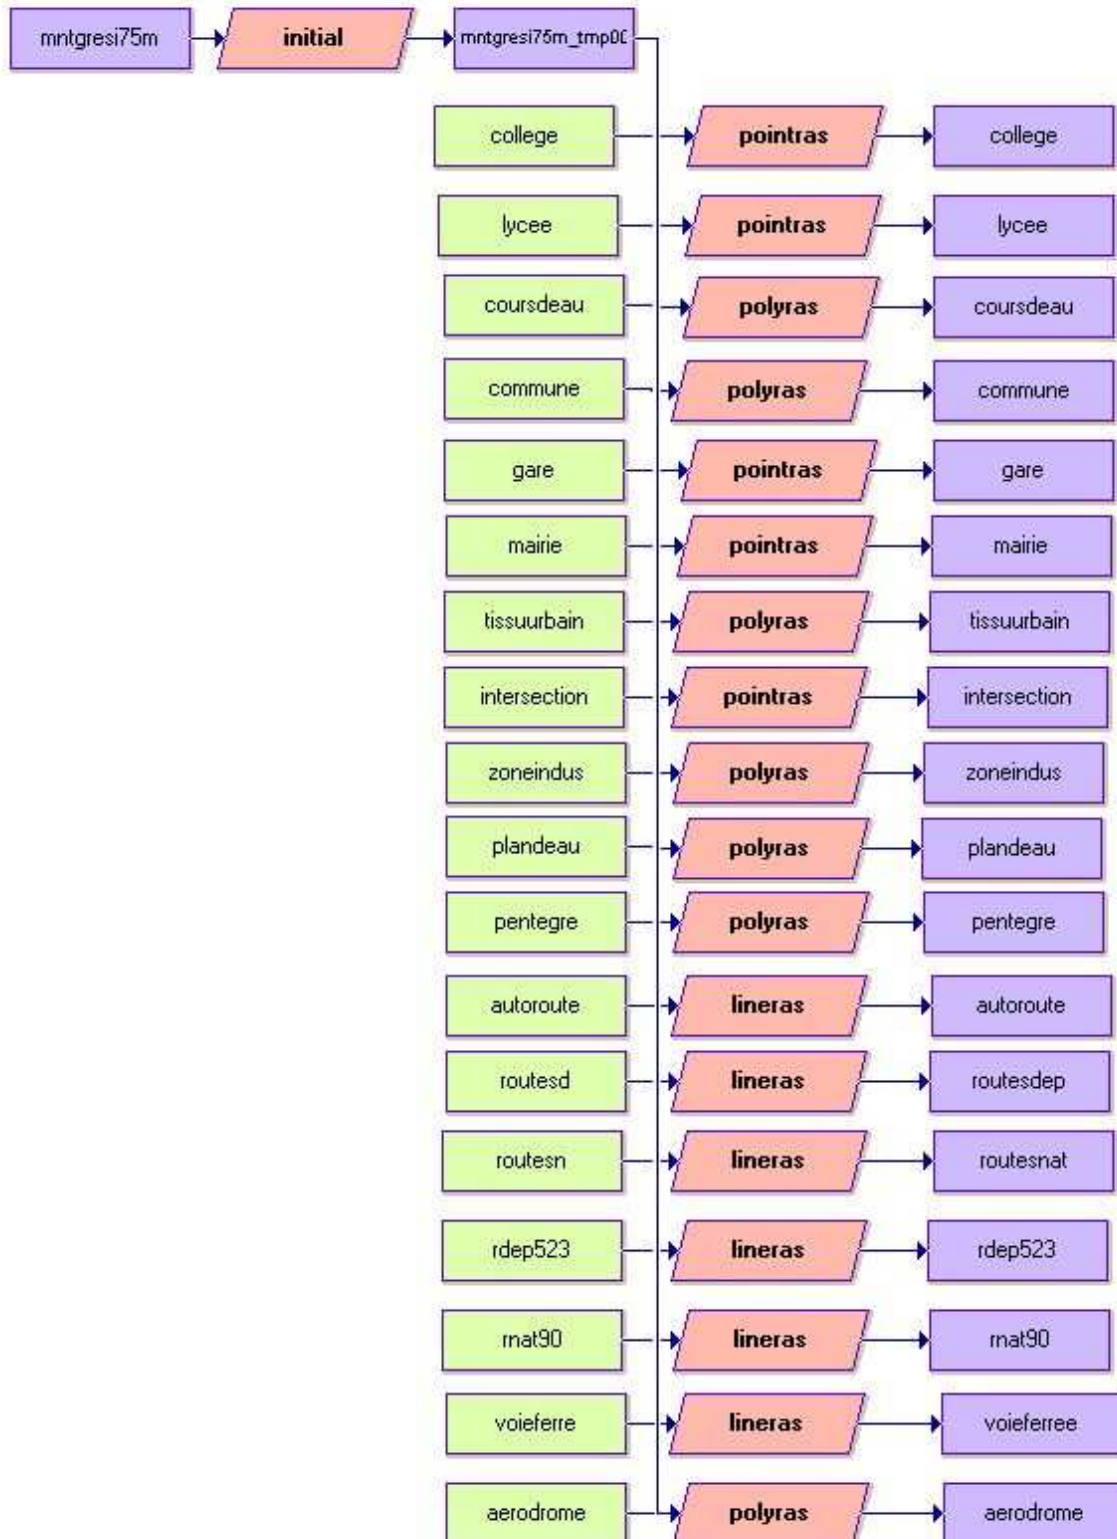 mntgresi75m initial mntgresi75m_tmp00
college pointras college
lycee pointras lycee
coursdeau polyras coursdeau
commune polyras commune
gare pointras gare
mairie pointras mairie
tissuurbain polyras tissuurbain
intersection pointras intersection
zoneindus polyras zoneindus
plandeau polyras plandeau
pentegre polyras pentegre
autoroute lineras autoroute
routesd lineras routesdep
routesn lineras routesnat
rdep523 lineras rdep523
rnat90 lineras rnat90
voieferre lineras voieferree
aerodrome polyras aerodrome